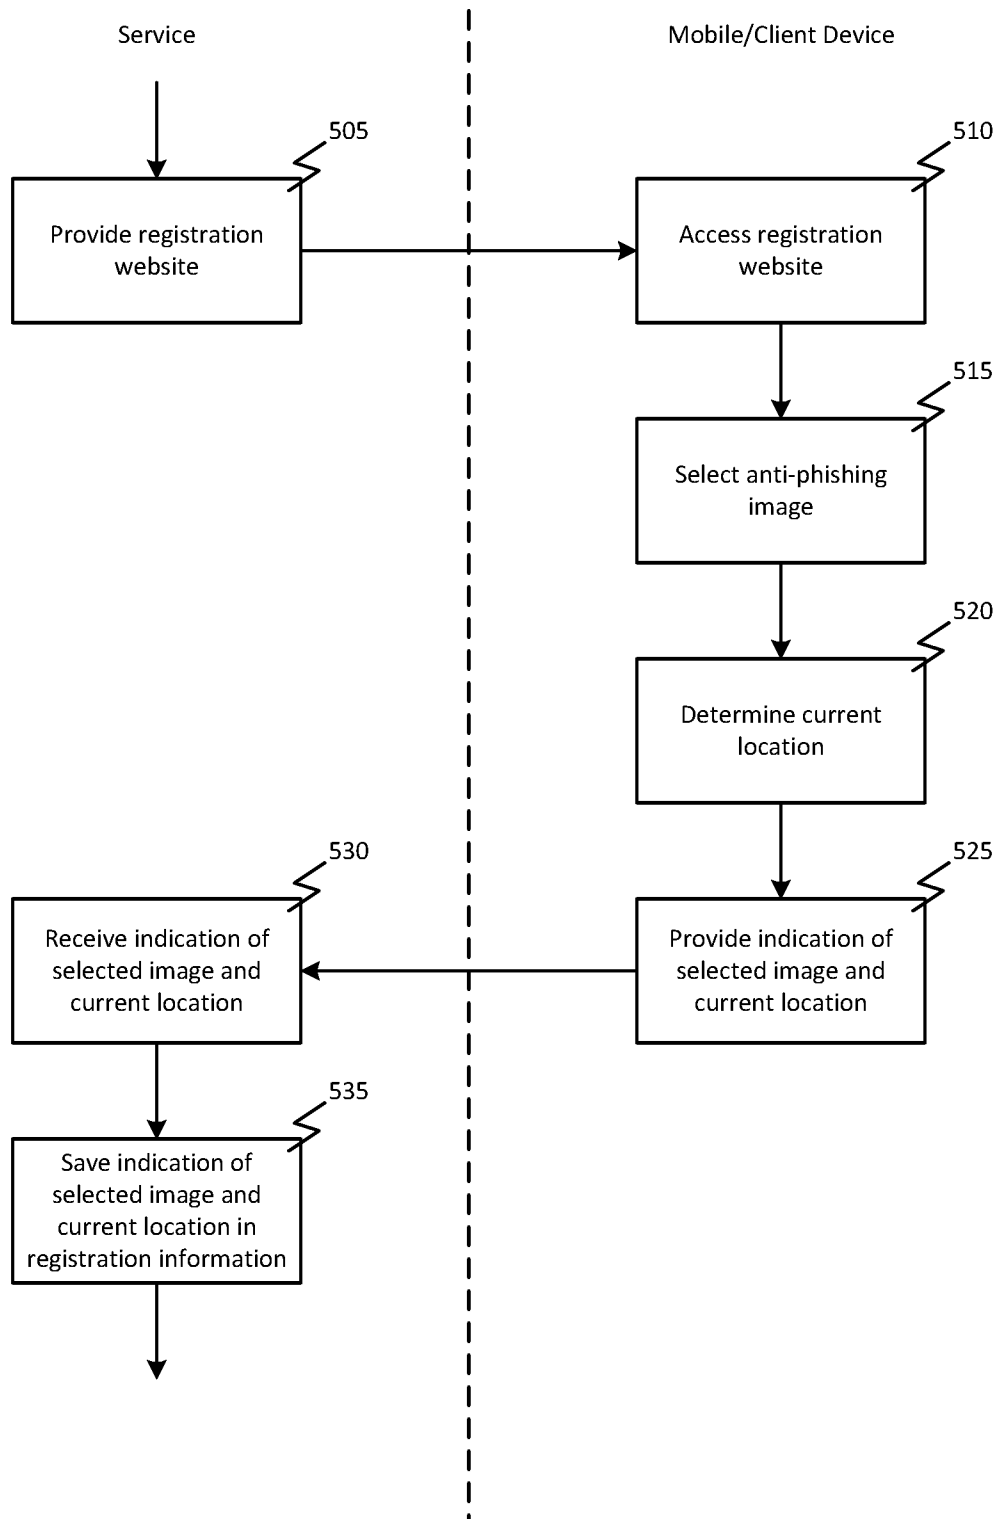 Service
Mobile/Client Device
505
Provide registration
website
510
Access registration
website
515
Select anti-phishing
image
520
Determine current
location
525
Provide indication of
selected image and
current location
530
Receive indication of
selected image and
current location
535
Save indication of
selected image and
current location in
registration information